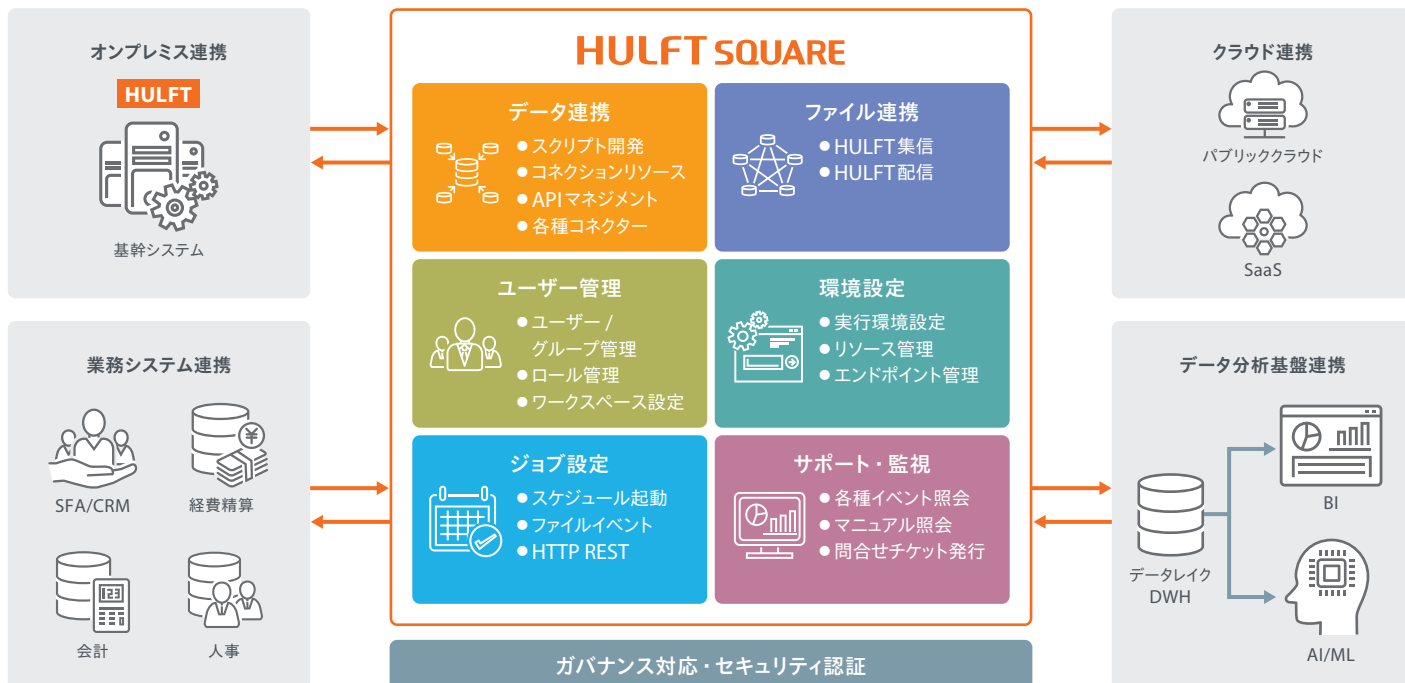 オンプレミス連携
HULFT
基幹システム
業務システム連携
SFA/CRM
経費精算
会計
人事
HULFT SQUARE
データ連携
● スクリプト開発
● コネクションリソース
● APIマネジメント
● 各種コネクター
ファイル連携
● HULFT集信
● HULFT配信
ユーザー管理
● ユーザー /
グループ管理
● ロール管理
● ワークスペース設定
環境設定
● 実行環境設定
● リソース管理
● エンドポイント管理
ジョブ設定
● スケジュール起動
● ファイルイベント
● HTTP REST
サポート・監視
● 各種イベント照会
● マニュアル照会
● 問合せチケット発行
ガバナンス対応・セキュリティ認証
クラウド連携
パブリッククラウド
SaaS
データ分析基盤連携
データレイク
DWH
BI
AI/ML
¥
123